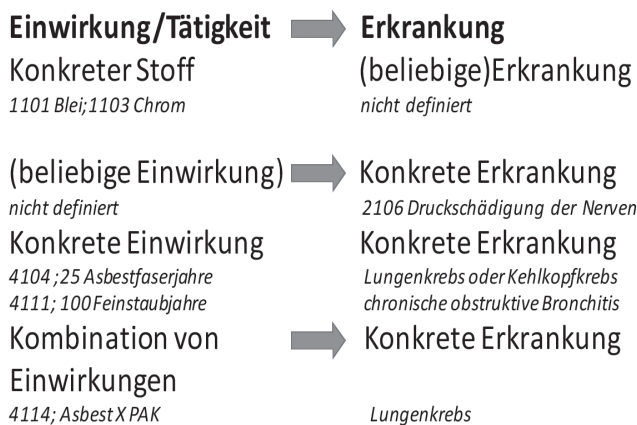 Einwirkung/Tätigkeit Erkrankung
Konkreter Stoff (beliebige)Erkrankung
1101 Blei;1103 Chrom nicht definiert
(beliebige Einwirkung) Konkrete Erkrankung
nicht definiert 2106 Druckschädigung der Nerven
Konkrete Einwirkung Konkrete Erkrankung
4104 ;25 Asbestfaserjahre Lungenkrebs oder Kehlkopfkrebs
4111; 100 Feinstaubjahre chronische obstruktive Bronchitis
Kombination von Konkrete Erkrankung
Einwirkungen
4114; Asbest X PAK Lungenkrebs